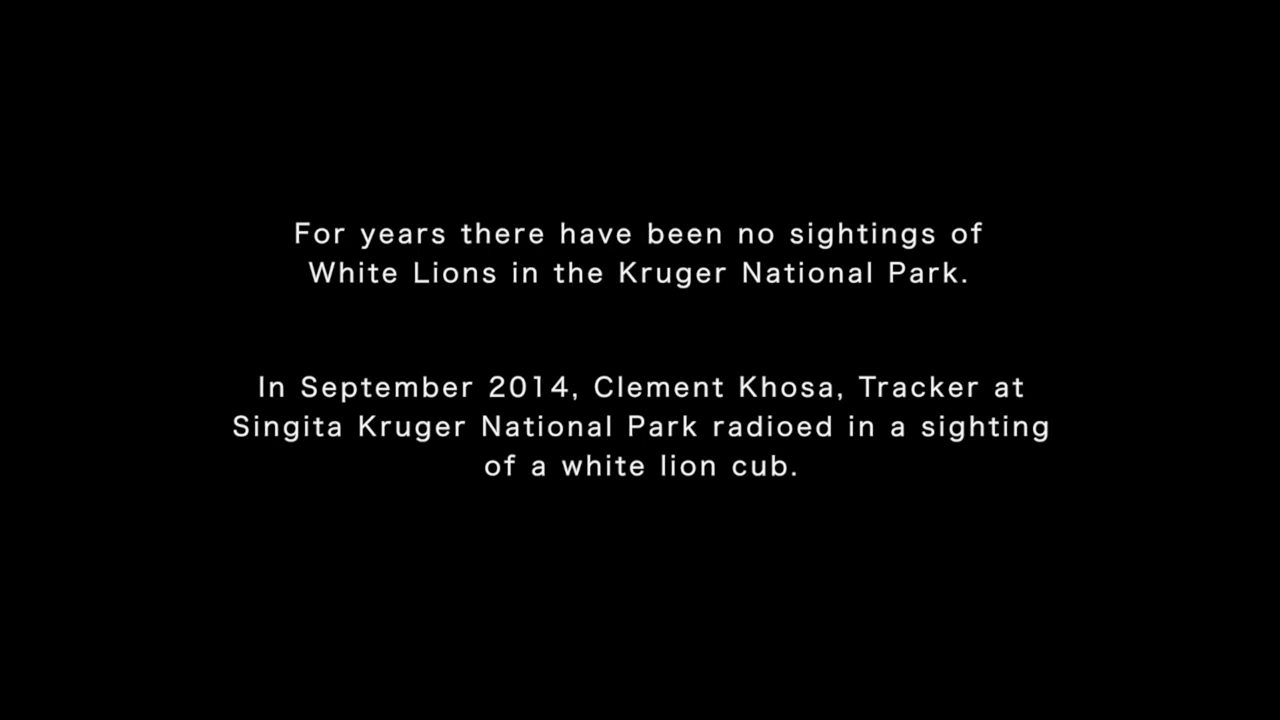 For years there have been no sightings of
White Lions in the Kruger National Park.
In September 2014, Clement Khosa, Tracker at
Singita Kruger National Park radioed in a sighting
of a white lion cub.